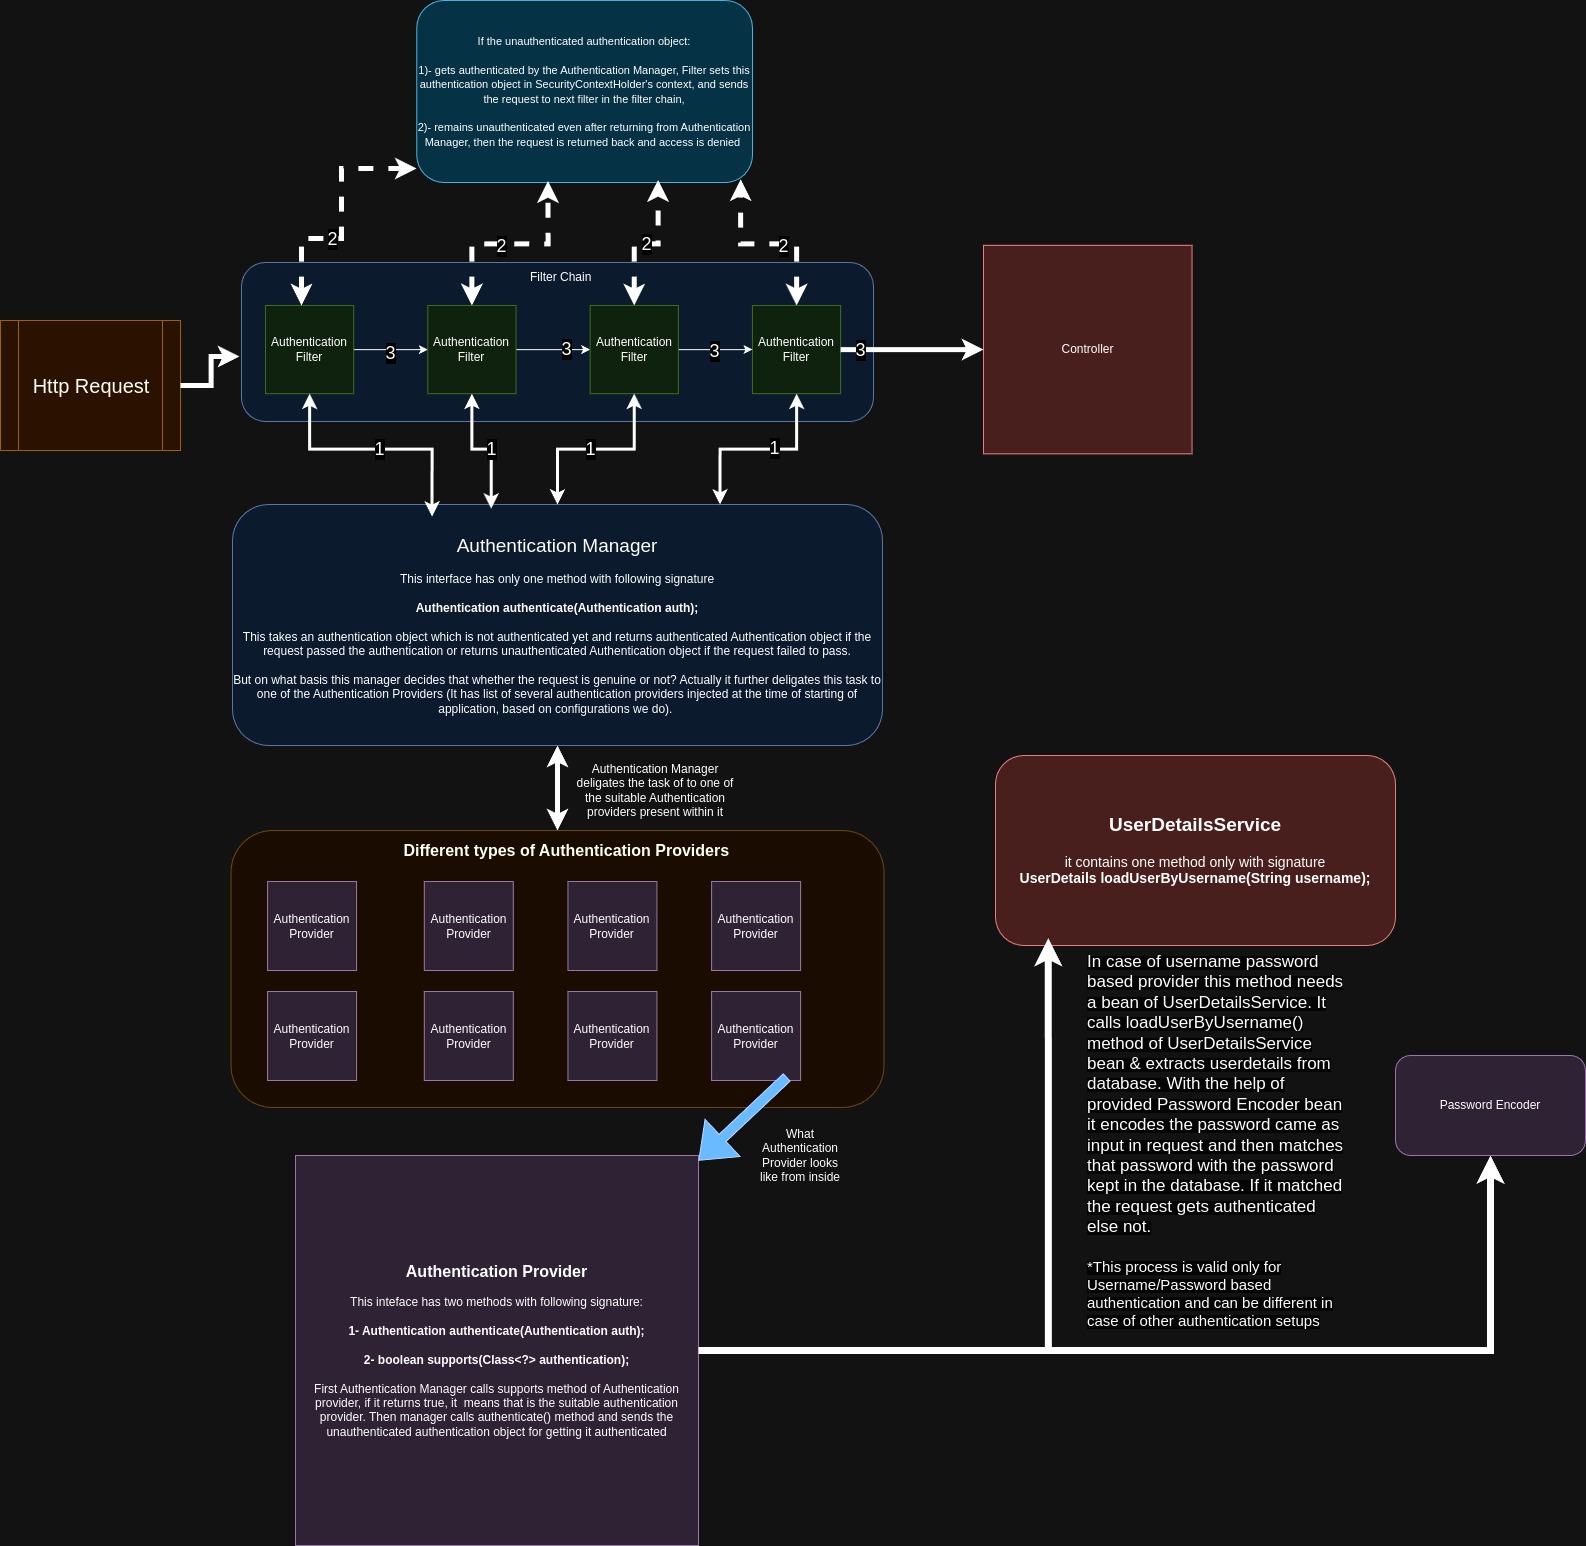 If the unauthenticated authentication object:
1)- gets authenticated by the Authentication Manager, Filter sets this
authentication object in SecurityContextHolder's context, and sends
the request to next filter in the filter chain,
2)- remains unauthenticated even after returning from Authentication
Manager, then the request is returned back and access is denied
2
2
2
2
Filter Chain
Http Request
Authentication
Filter
3
Authentication
Filter
3
Authentication
Filter
3
Authentication
Filter
3
Controller
1
1
1
1
Authentication Manager
This interface has only one method with following signature
Authentication authenticate(Authentication auth);
This takes an authentication object which is not authenticated yet and returns authenticated Authentication object if the
request passed the authentication or returns unauthenticated Authentication object if the request failed to pass.
But on what basis this manager decides that whether the request is genuine or not? Actually it further deligates this task to
one of the Authentication Providers (It has list of several authentication providers injected at the time of starting of
application, based on configurations we do).
Authentication Manager
deligates the task of to one of
the suitable Authentication
providers present within it
Different types of Authentication Providers
Authentication
Provider
Authentication
Provider
Authentication
Provider
Authentication
Provider
Authentication
Provider
Authentication
Provider
Authentication
Provider
Authentication
Provider
What
Authentication
Provider looks
like from inside
UserDetailsService
it contains one method only with signature
UserDetails loadUserByUsername(String username);
In case of username password
based provider this method needs
a bean of UserDetailsService. It
calls loadUserByUsername()
method of UserDetailsService
bean & extracts userdetails from
database. With the help of
provided Password Encoder bean
it encodes the password came as
input in request and then matches
that password with the password
kept in the database. If it matched
the request gets authenticated
else not.
*This process is valid only for
Username/Password based
authentication and can be different in
case of other authentication setups
Password Encoder
Authentication Provider
This inteface has two methods with following signature:
1- Authentication authenticate(Authentication auth);
2- boolean supports(Class<?> authentication);
First Authentication Manager calls supports method of Authentication
provider, if it returns true, it  means that is the suitable authentication
provider. Then manager calls authenticate() method and sends the
unauthenticated authentication object for getting it authenticated